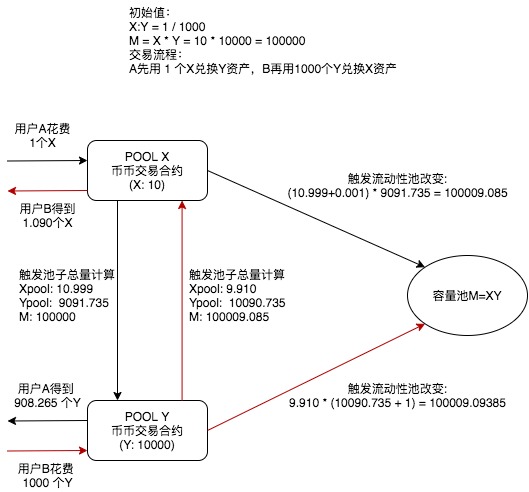 初始值：
X:Y = 1 / 1000
M = X * Y = 10 * 10000 = 100000
交易流程：
A先用 1 个X兑换Y资产，B再用1000个Y兑换X资产
用户A花费
1个X
POOL X
币币交易合约
(X: 10)
用户B得到
1.090个X
触发流动性池改变:
(10.999+0.001) * 9091.735 = 100009.085
触发池子总量计算
Xpool: 10.999
Ypool:  9091.735
M: 100000
触发池子总量计算
Xpool: 9.910
Ypool:  10090.735
M: 100009.085
容量池M=XY
用户A得到
908.265 个Y
POOL Y
币币交易合约
(Y: 10000)
用户B花费
1000 个Y
触发流动性池改变:
9.910 * (10090.735 + 1) = 100009.09385